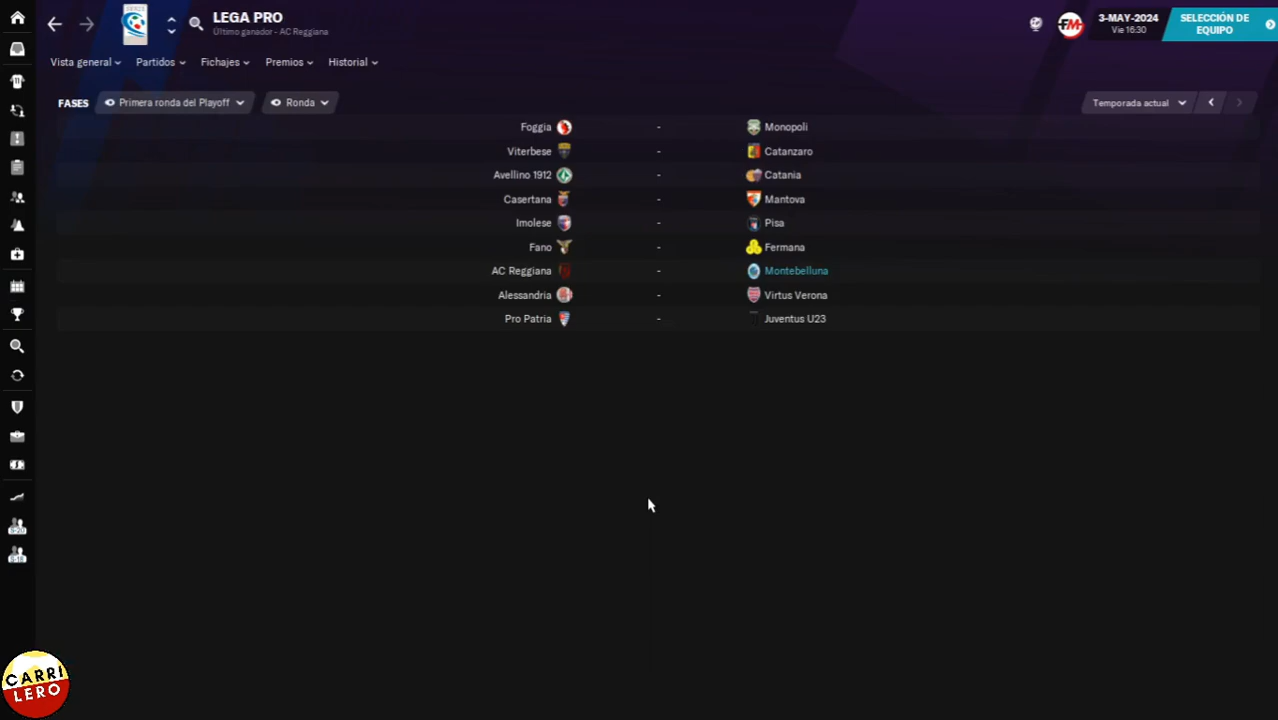 LEGA PRO
Último ganador - AC Reggiana
3-MAY-2024
Vie 16:30
SELECCIÓN DE
EQUIPO
Vista general Partidos Fichajes Premios Historial
FASES Primera ronda del Playoff Ronda Temporada actual
Foggia - Monopoli
Viterbese - Catanzaro
Avellino 1912 - Catania
Casertana - Mantova
Imolese - Pisa
Fano - Fermana
AC Reggiana - Montebelluna
Alessandria - Virtus Verona
Pro Patria - Juventus U23
CARRI
LERO